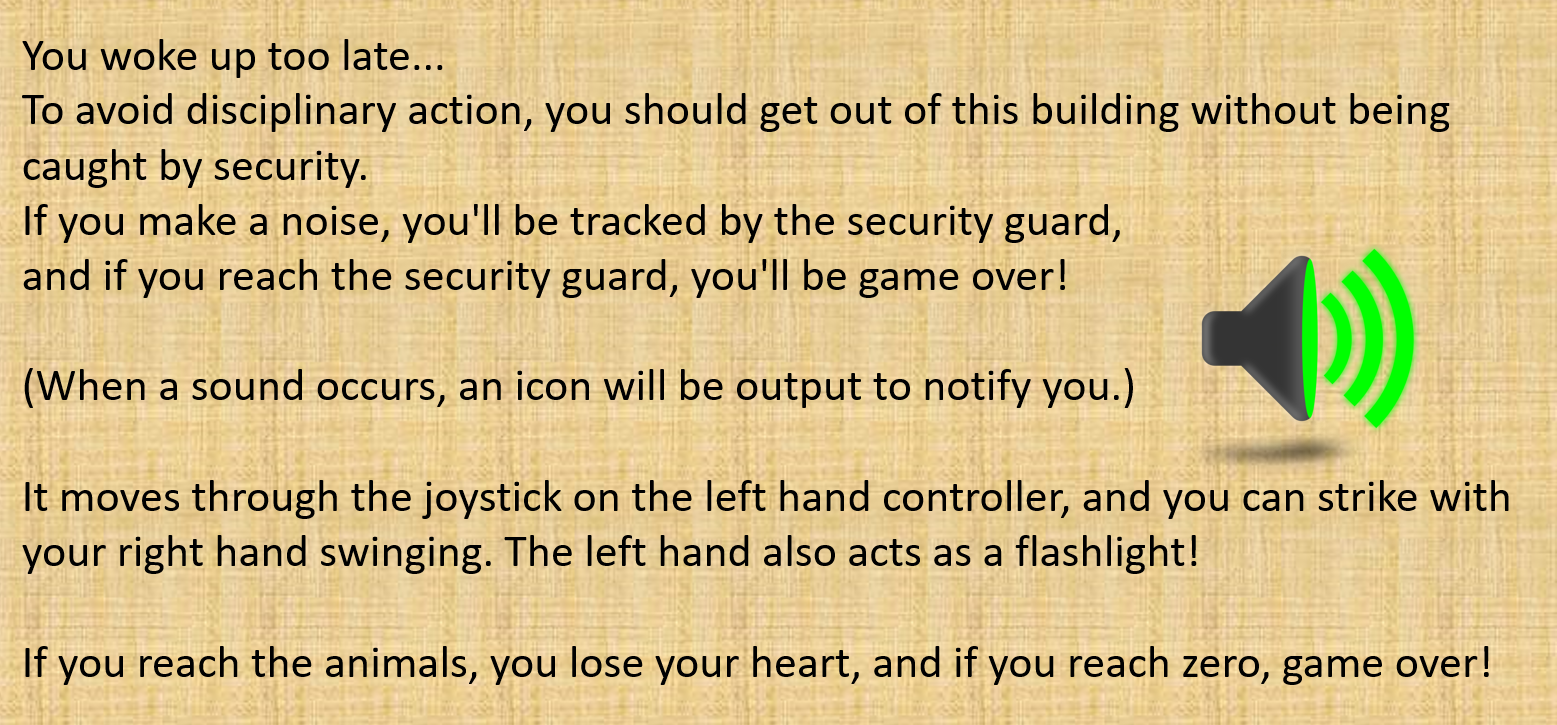 You woke up too late...
To avoid disciplinary action, you should get out of this building without being
caught by security.
If you make a noise, you'll be tracked by the security guard,
and if you reach the security guard, you'll be game over!
(When a sound occurs, an icon will be output to notify you.)
It moves through the joystick on the left hand controller, and you can strike with
your right hand swinging. The left hand also acts as a flashlight!
If you reach the animals, you lose your heart, and if you reach zero, game over!